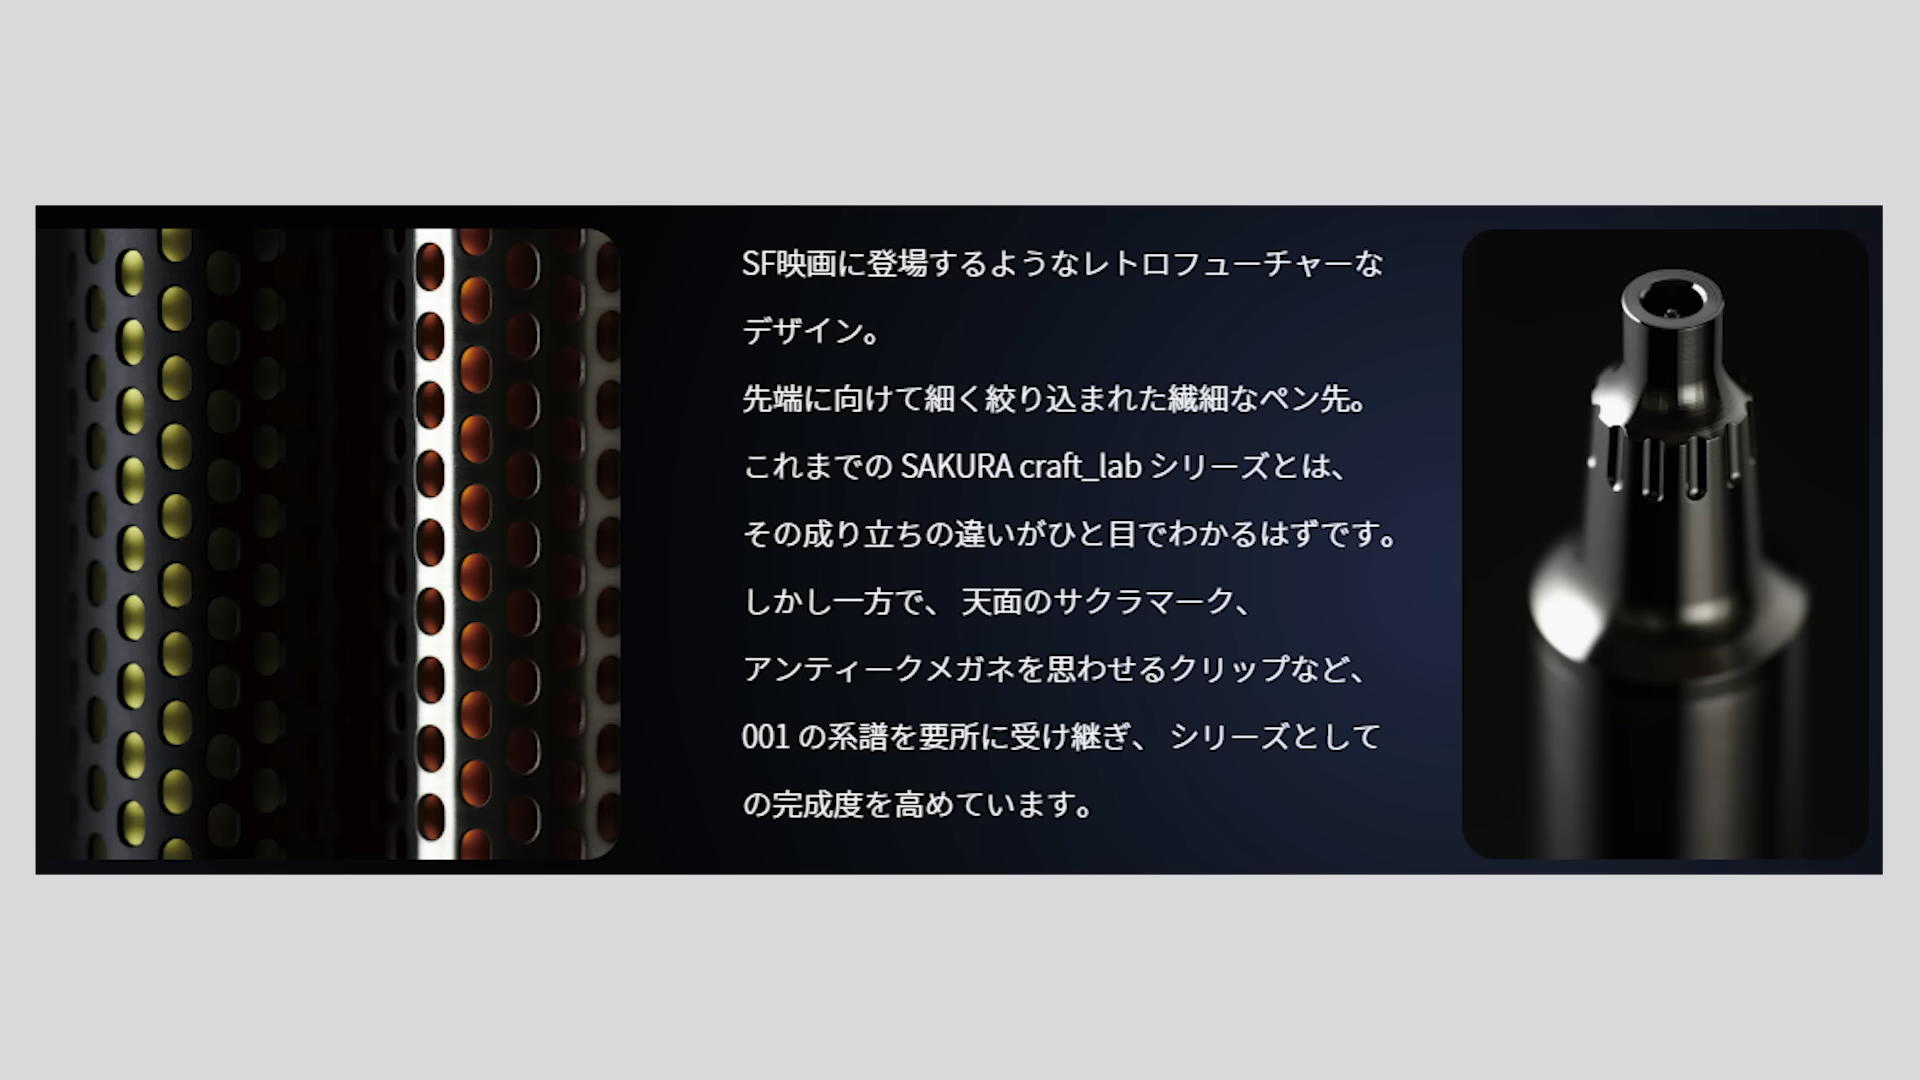 SF映画に登場するようなレトロフューチャーな
デザイン。
先端に向けて細く絞り込まれた繊細なペン先。
これまでの SAKURA craft_lab シリーズとは、
その成り立ちの違いがひと目でわかるはずです。
しかし一方で、 天面のサクラマーク、
アンティークメガネを思わせるクリップなど、
001 の系譜を要所に受け継ぎ、 シリーズとして
の完成度を高めています。